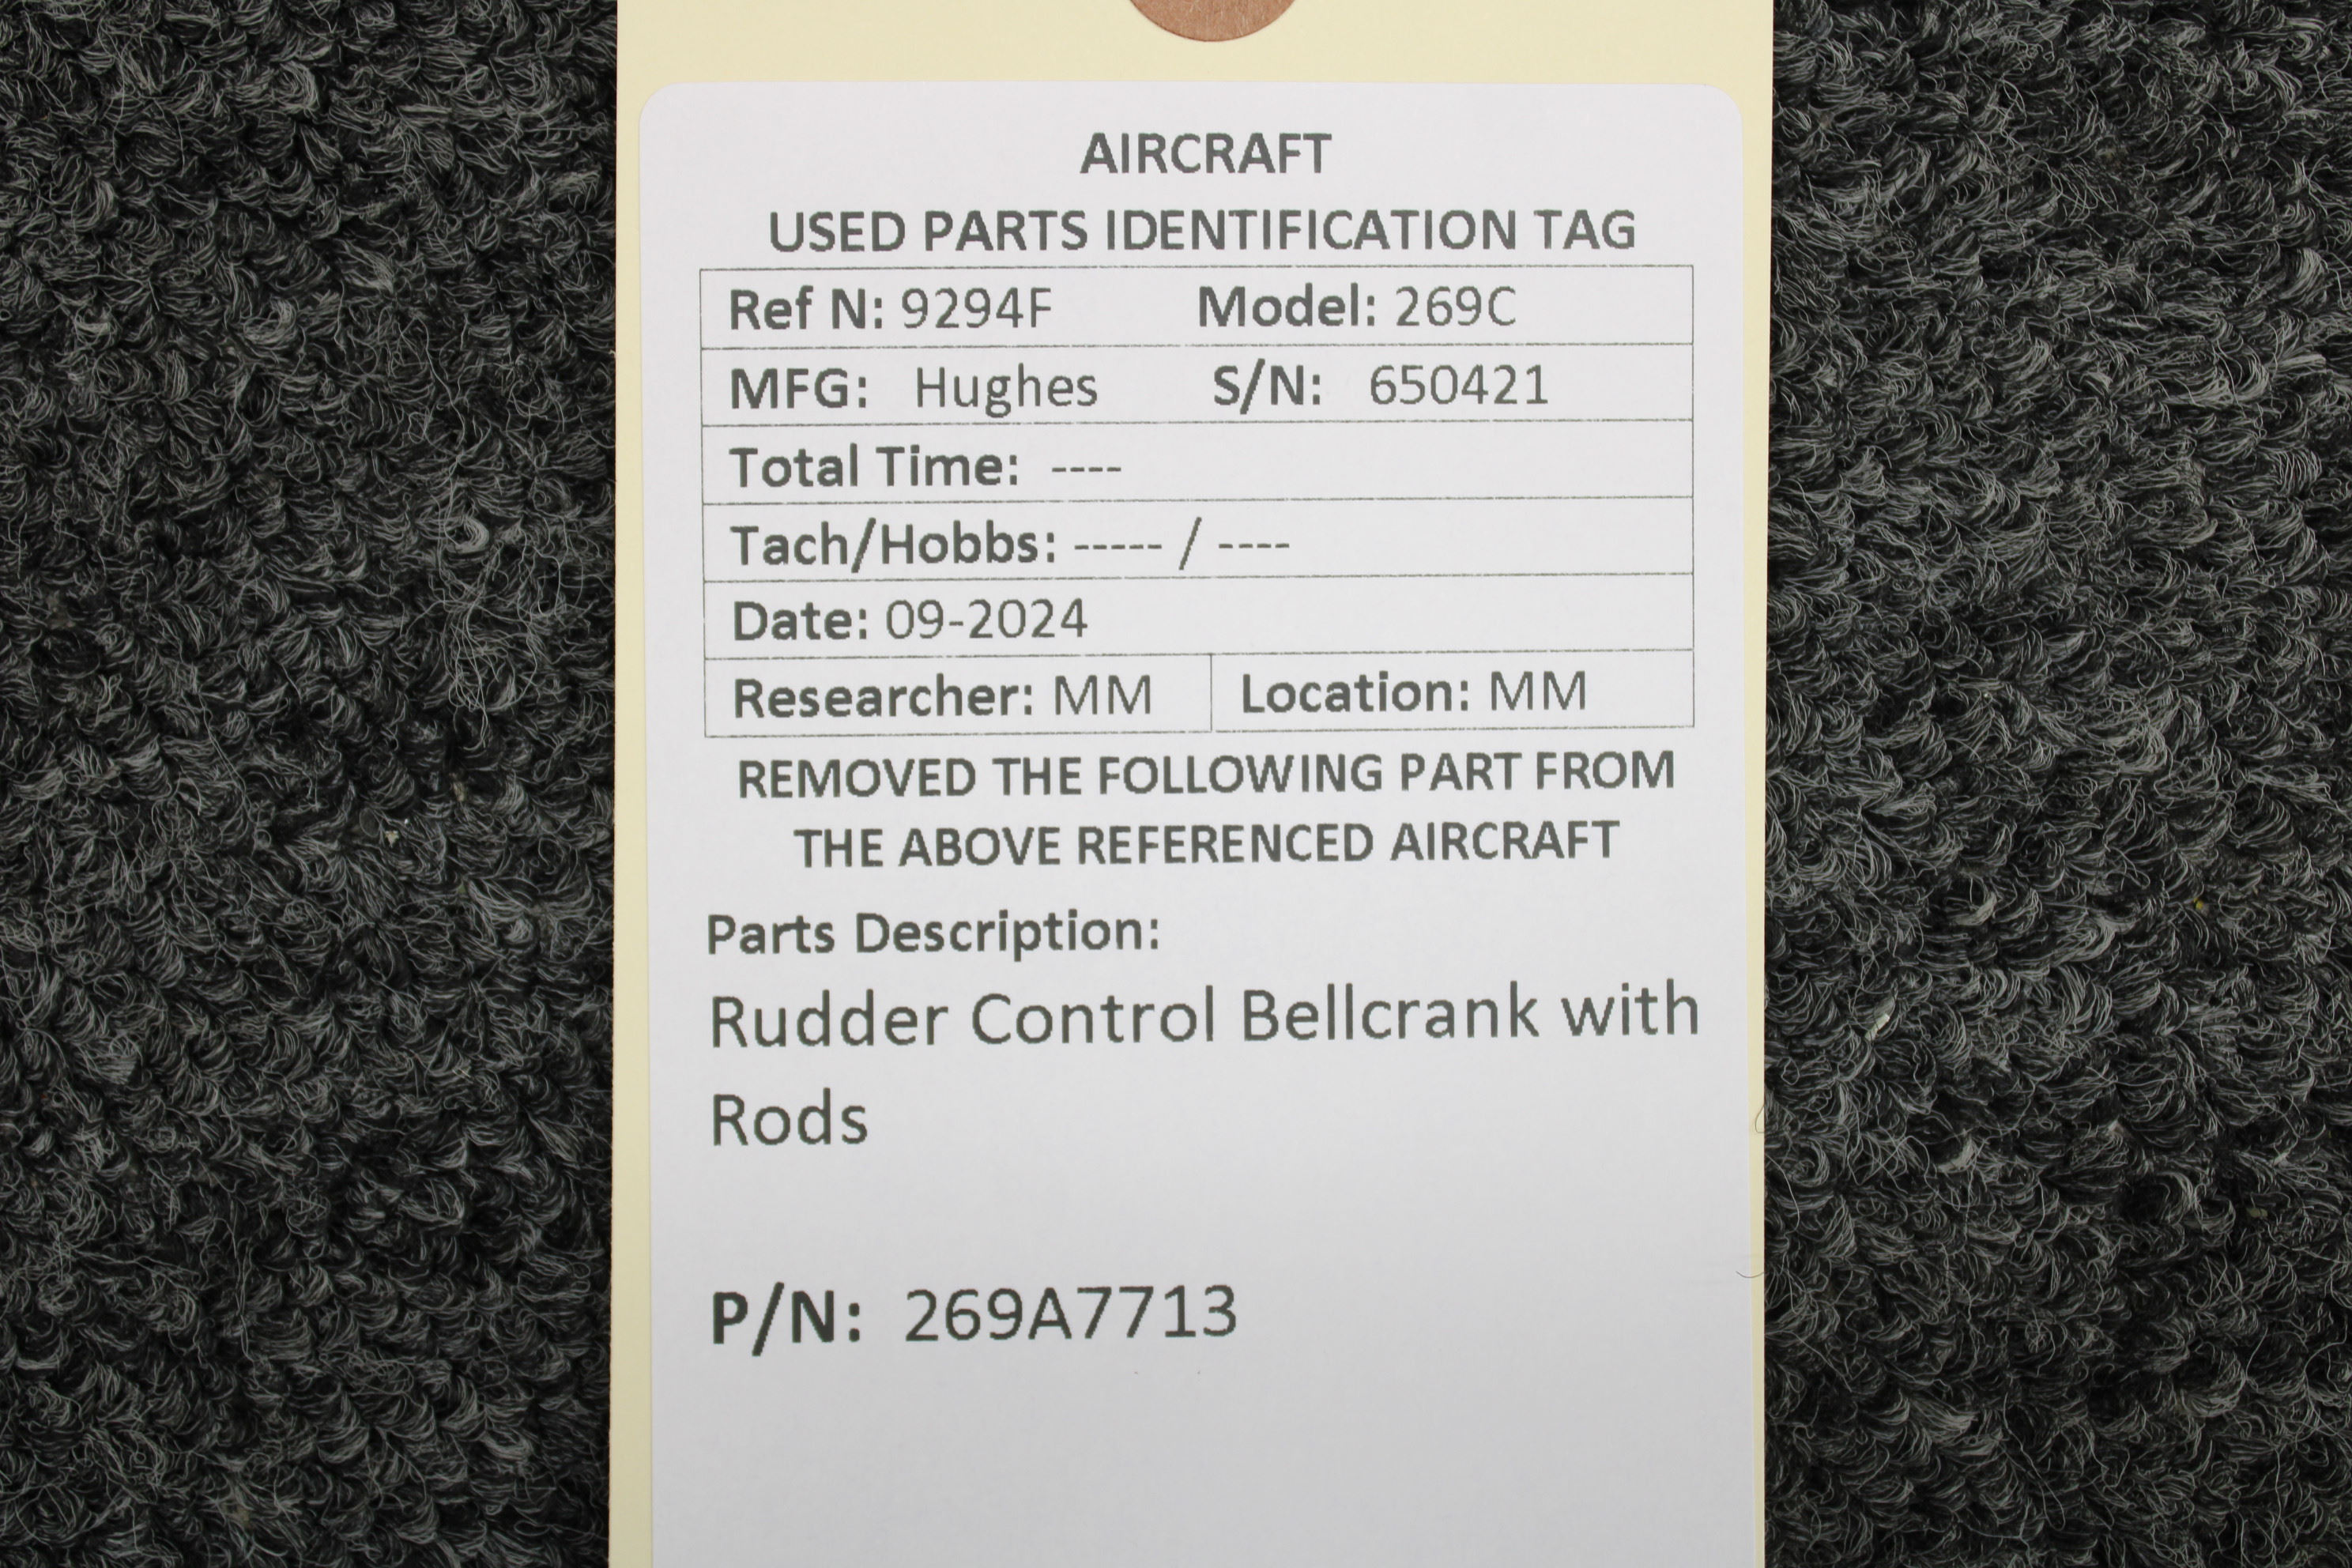 AIRCRAFT
USED PARTS IDENTIFICATION TAG
Ref N: 9294F Model: 269C
MFG: Hughes S/N: 650421
Total Time: ----
Tach/Hobbs: ----- / ----
Date: 09-2024
Researcher: MM Location: MM
REMOVED THE FOLLOWING PART FROM
THE ABOVE REFERENCED AIRCRAFT
Parts Description:
Rudder Control Bellcrank with
Rods
P/N: 269A7713